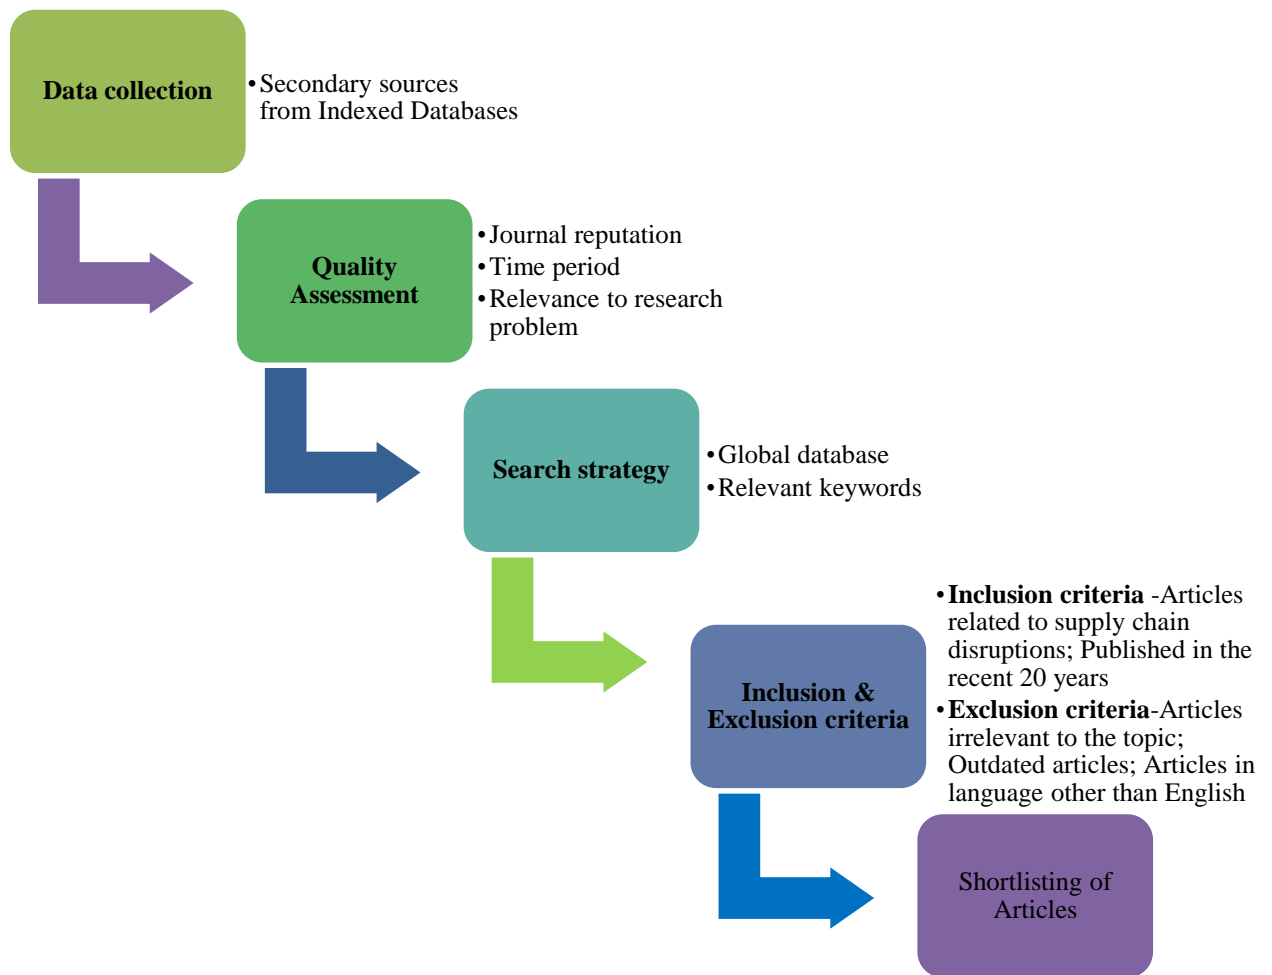 Data collection
•Secondary sources
from Indexed Databases
Quality
Assessment
•Journal reputation
•Time period
•Relevance to research
problem
Search strategy
•Global database
•Relevant keywords
Inclusion &
Exclusion criteria
•Inclusion criteria -Articles
related to supply chain
disruptions; Published in the
recent 20 years
•Exclusion criteria-Articles
irrelevant to the topic;
Outdated articles; Articles in
language other than English
Shortlisting of
Articles